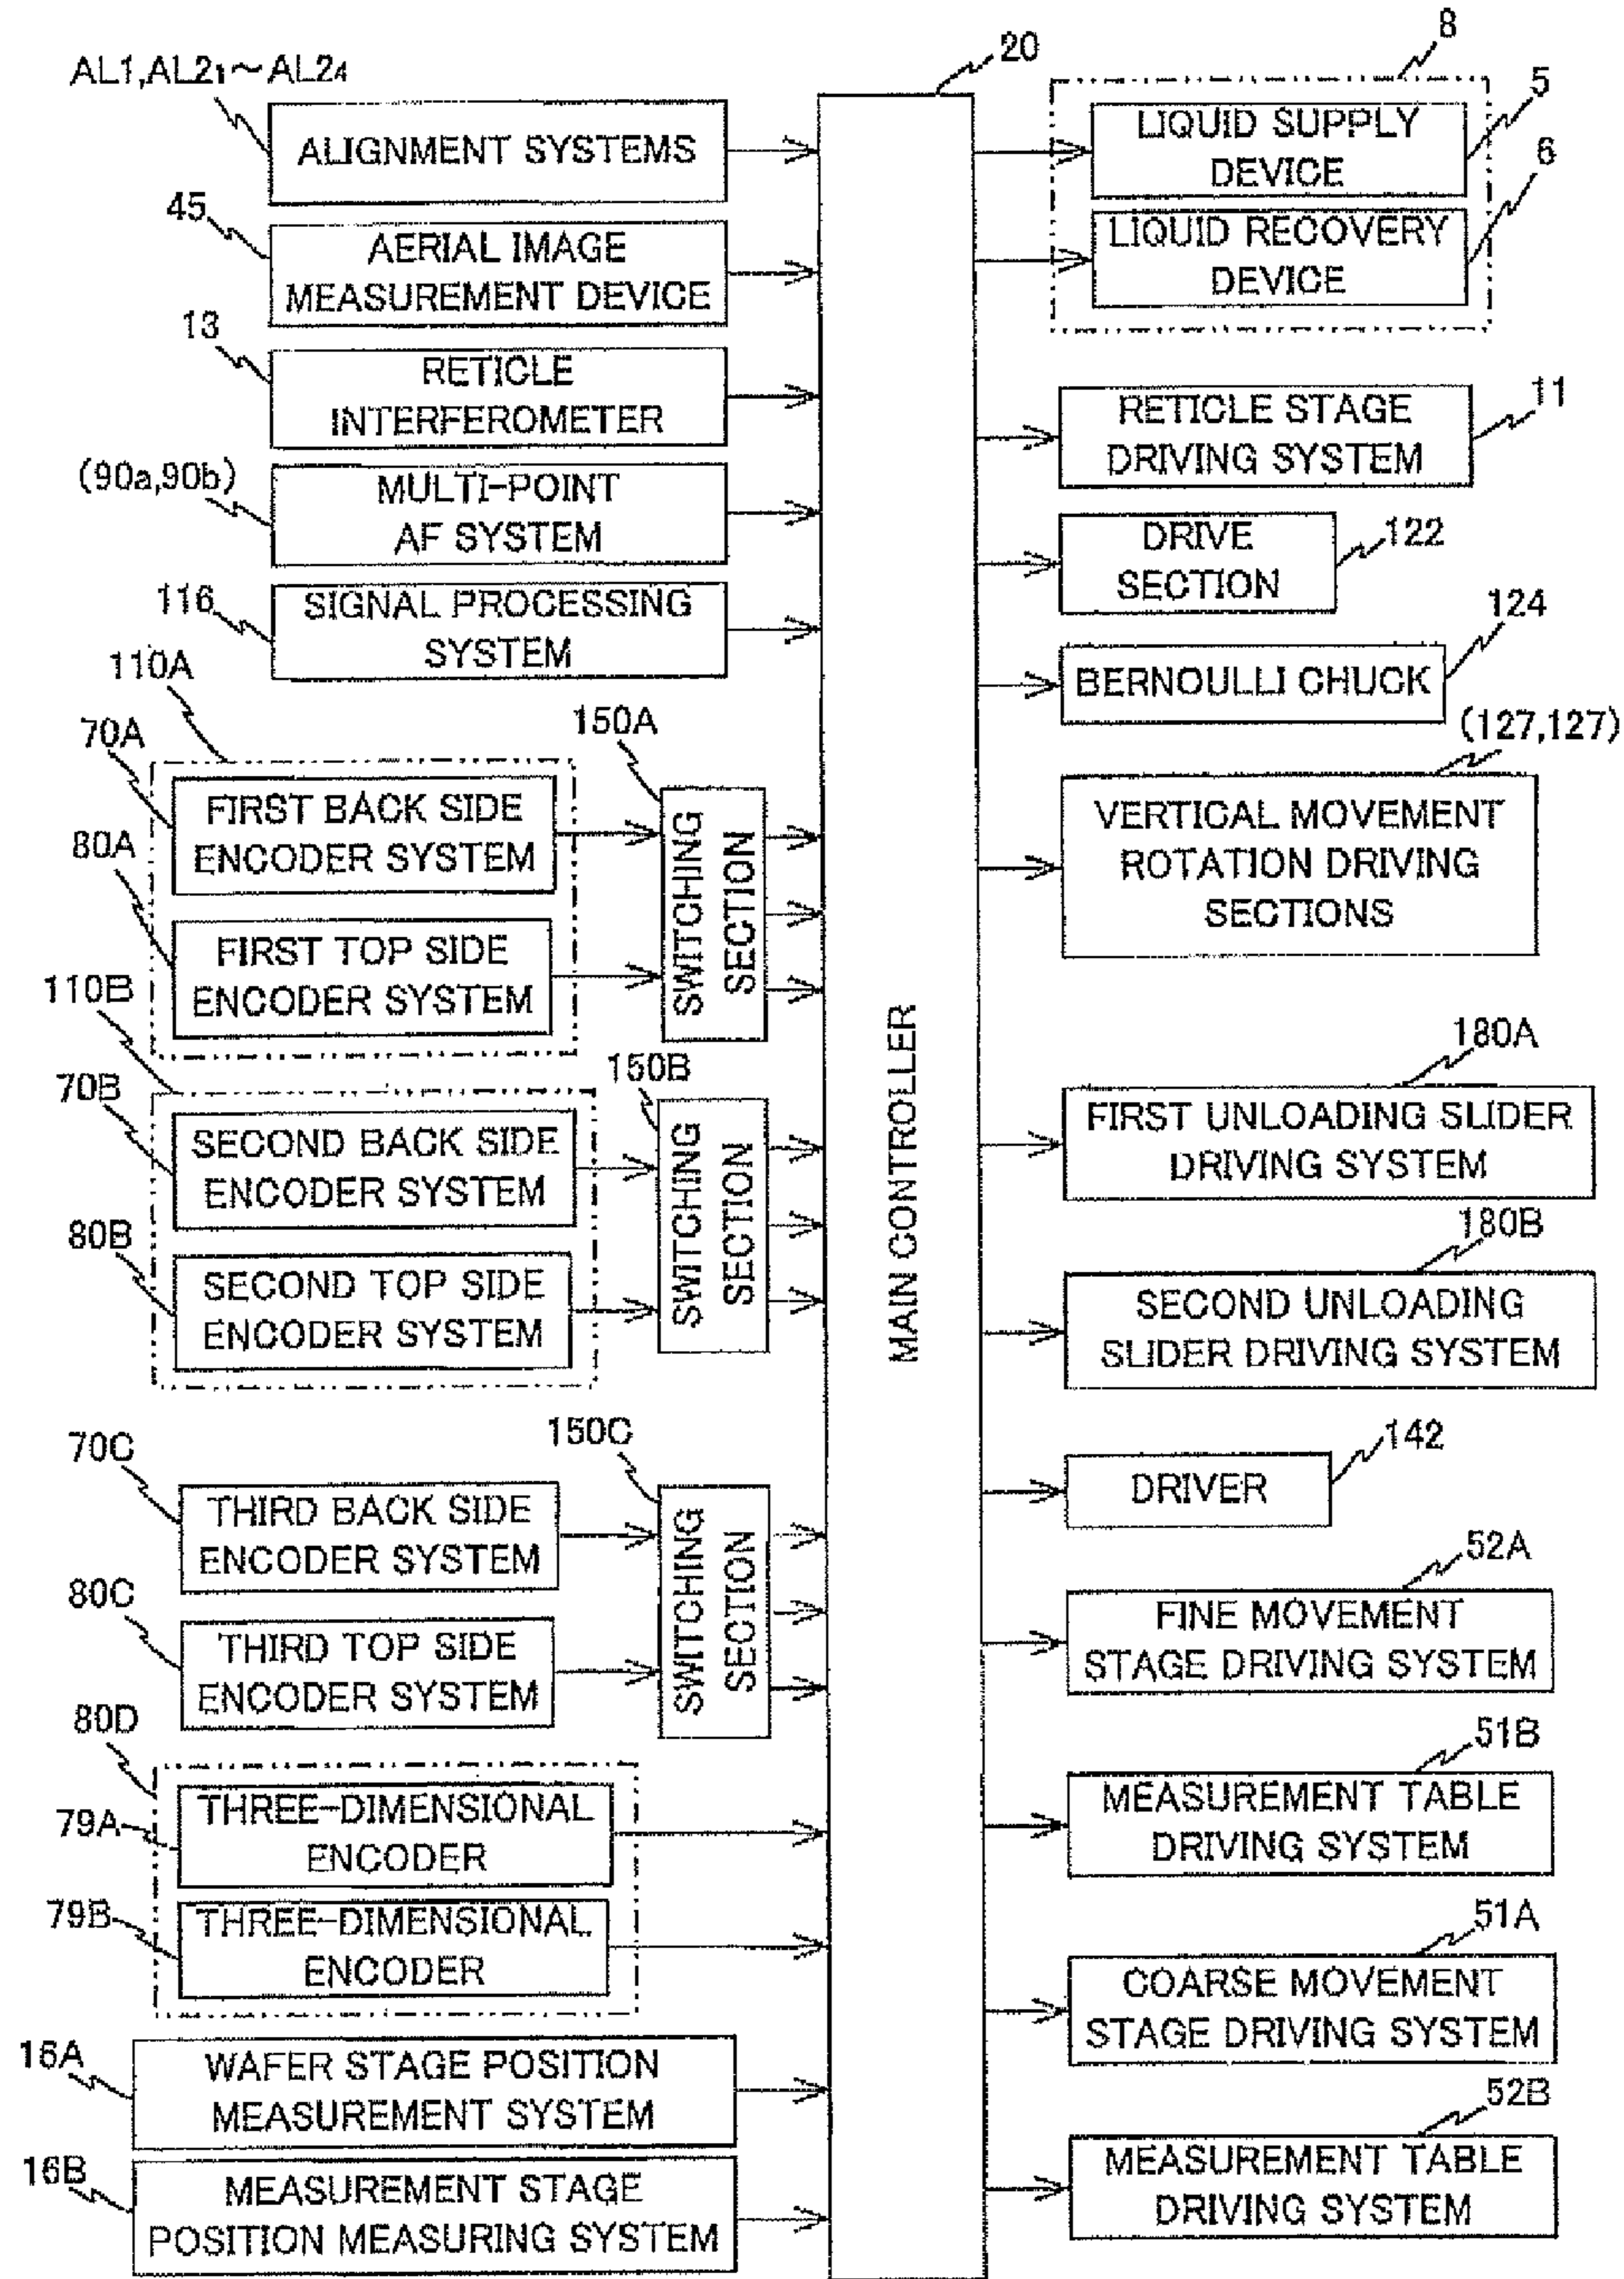 AL1,AL2₁~AL2₄
ALIGNMENT SYSTEMS
45
AERIAL IMAGE
MEASUREMENT DEVICE
13
RETICLE
INTERFEROMETER
(90a,90b)
MULTI-POINT
AF SYSTEM
116
SIGNAL PROCESSING
SYSTEM
110A
70A
FIRST BACK SIDE
ENCODER SYSTEM
80A
FIRST TOP SIDE
ENCODER SYSTEM
150A
SWITCHING
SECTION
110B
70B
SECOND BACK SIDE
ENCODER SYSTEM
80B
SECOND TOP SIDE
ENCODER SYSTEM
150B
SWITCHING
SECTION
70C
THIRD BACK SIDE
ENCODER SYSTEM
80C
THIRD TOP SIDE
ENCODER SYSTEM
150C
SWITCHING
SECTION
80D
79A
THREE-DIMENSIONAL
ENCODER
79B
THREE-DIMENSIONAL
ENCODER
16A
WAFER STAGE POSITION
MEASUREMENT SYSTEM
16B
MEASUREMENT STAGE
POSITION MEASURING SYSTEM
20
MAIN CONTROLLER
8
5
LIQUID SUPPLY
DEVICE
6
LIQUID RECOVERY
DEVICE
11
RETICLE STAGE
DRIVING SYSTEM
DRIVE
SECTION
122
124
BERNOULLI CHUCK
(127,127)
VERTICAL MOVEMENT
ROTATION DRIVING
SECTIONS
180A
FIRST UNLOADING SLIDER
DRIVING SYSTEM
180B
SECOND UNLOADING
SLIDER DRIVING SYSTEM
142
DRIVER
52A
FINE MOVEMENT
STAGE DRIVING SYSTEM
51B
MEASUREMENT TABLE
DRIVING SYSTEM
51A
COARSE MOVEMENT
STAGE DRIVING SYSTEM
52B
MEASUREMENT TABLE
DRIVING SYSTEM